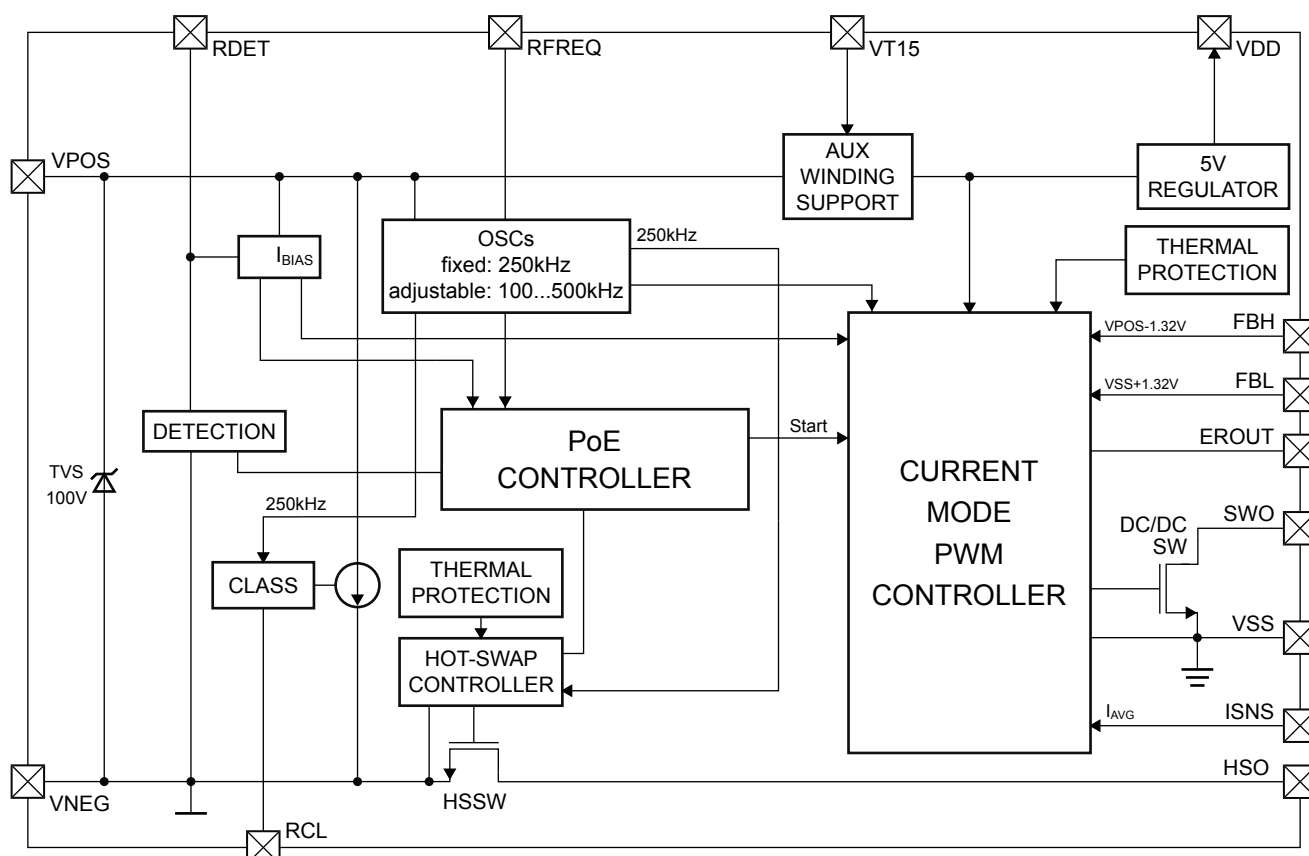 RDET
RFREQ
VT15
VDD
VPOS
AUX
WINDING
SUPPORT
5V
REGULATOR
OSCs
fixed: 250kHz
adjustable: 100...500kHz
250kHz
IBIAS
THERMAL
PROTECTION
VPOS-1.32V
FBH
VSS+1.32V
FBL
DETECTION
PoE
CONTROLLER
Start
EROUT
CURRENT
MODE
PWM
CONTROLLER
TVS
100V
250kHz
DC/DC
SW
SWO
CLASS
THERMAL
PROTECTION
VSS
HOT-SWAP
CONTROLLER
IAVG
ISNS
VNEG
HSSW
HSO
RCL